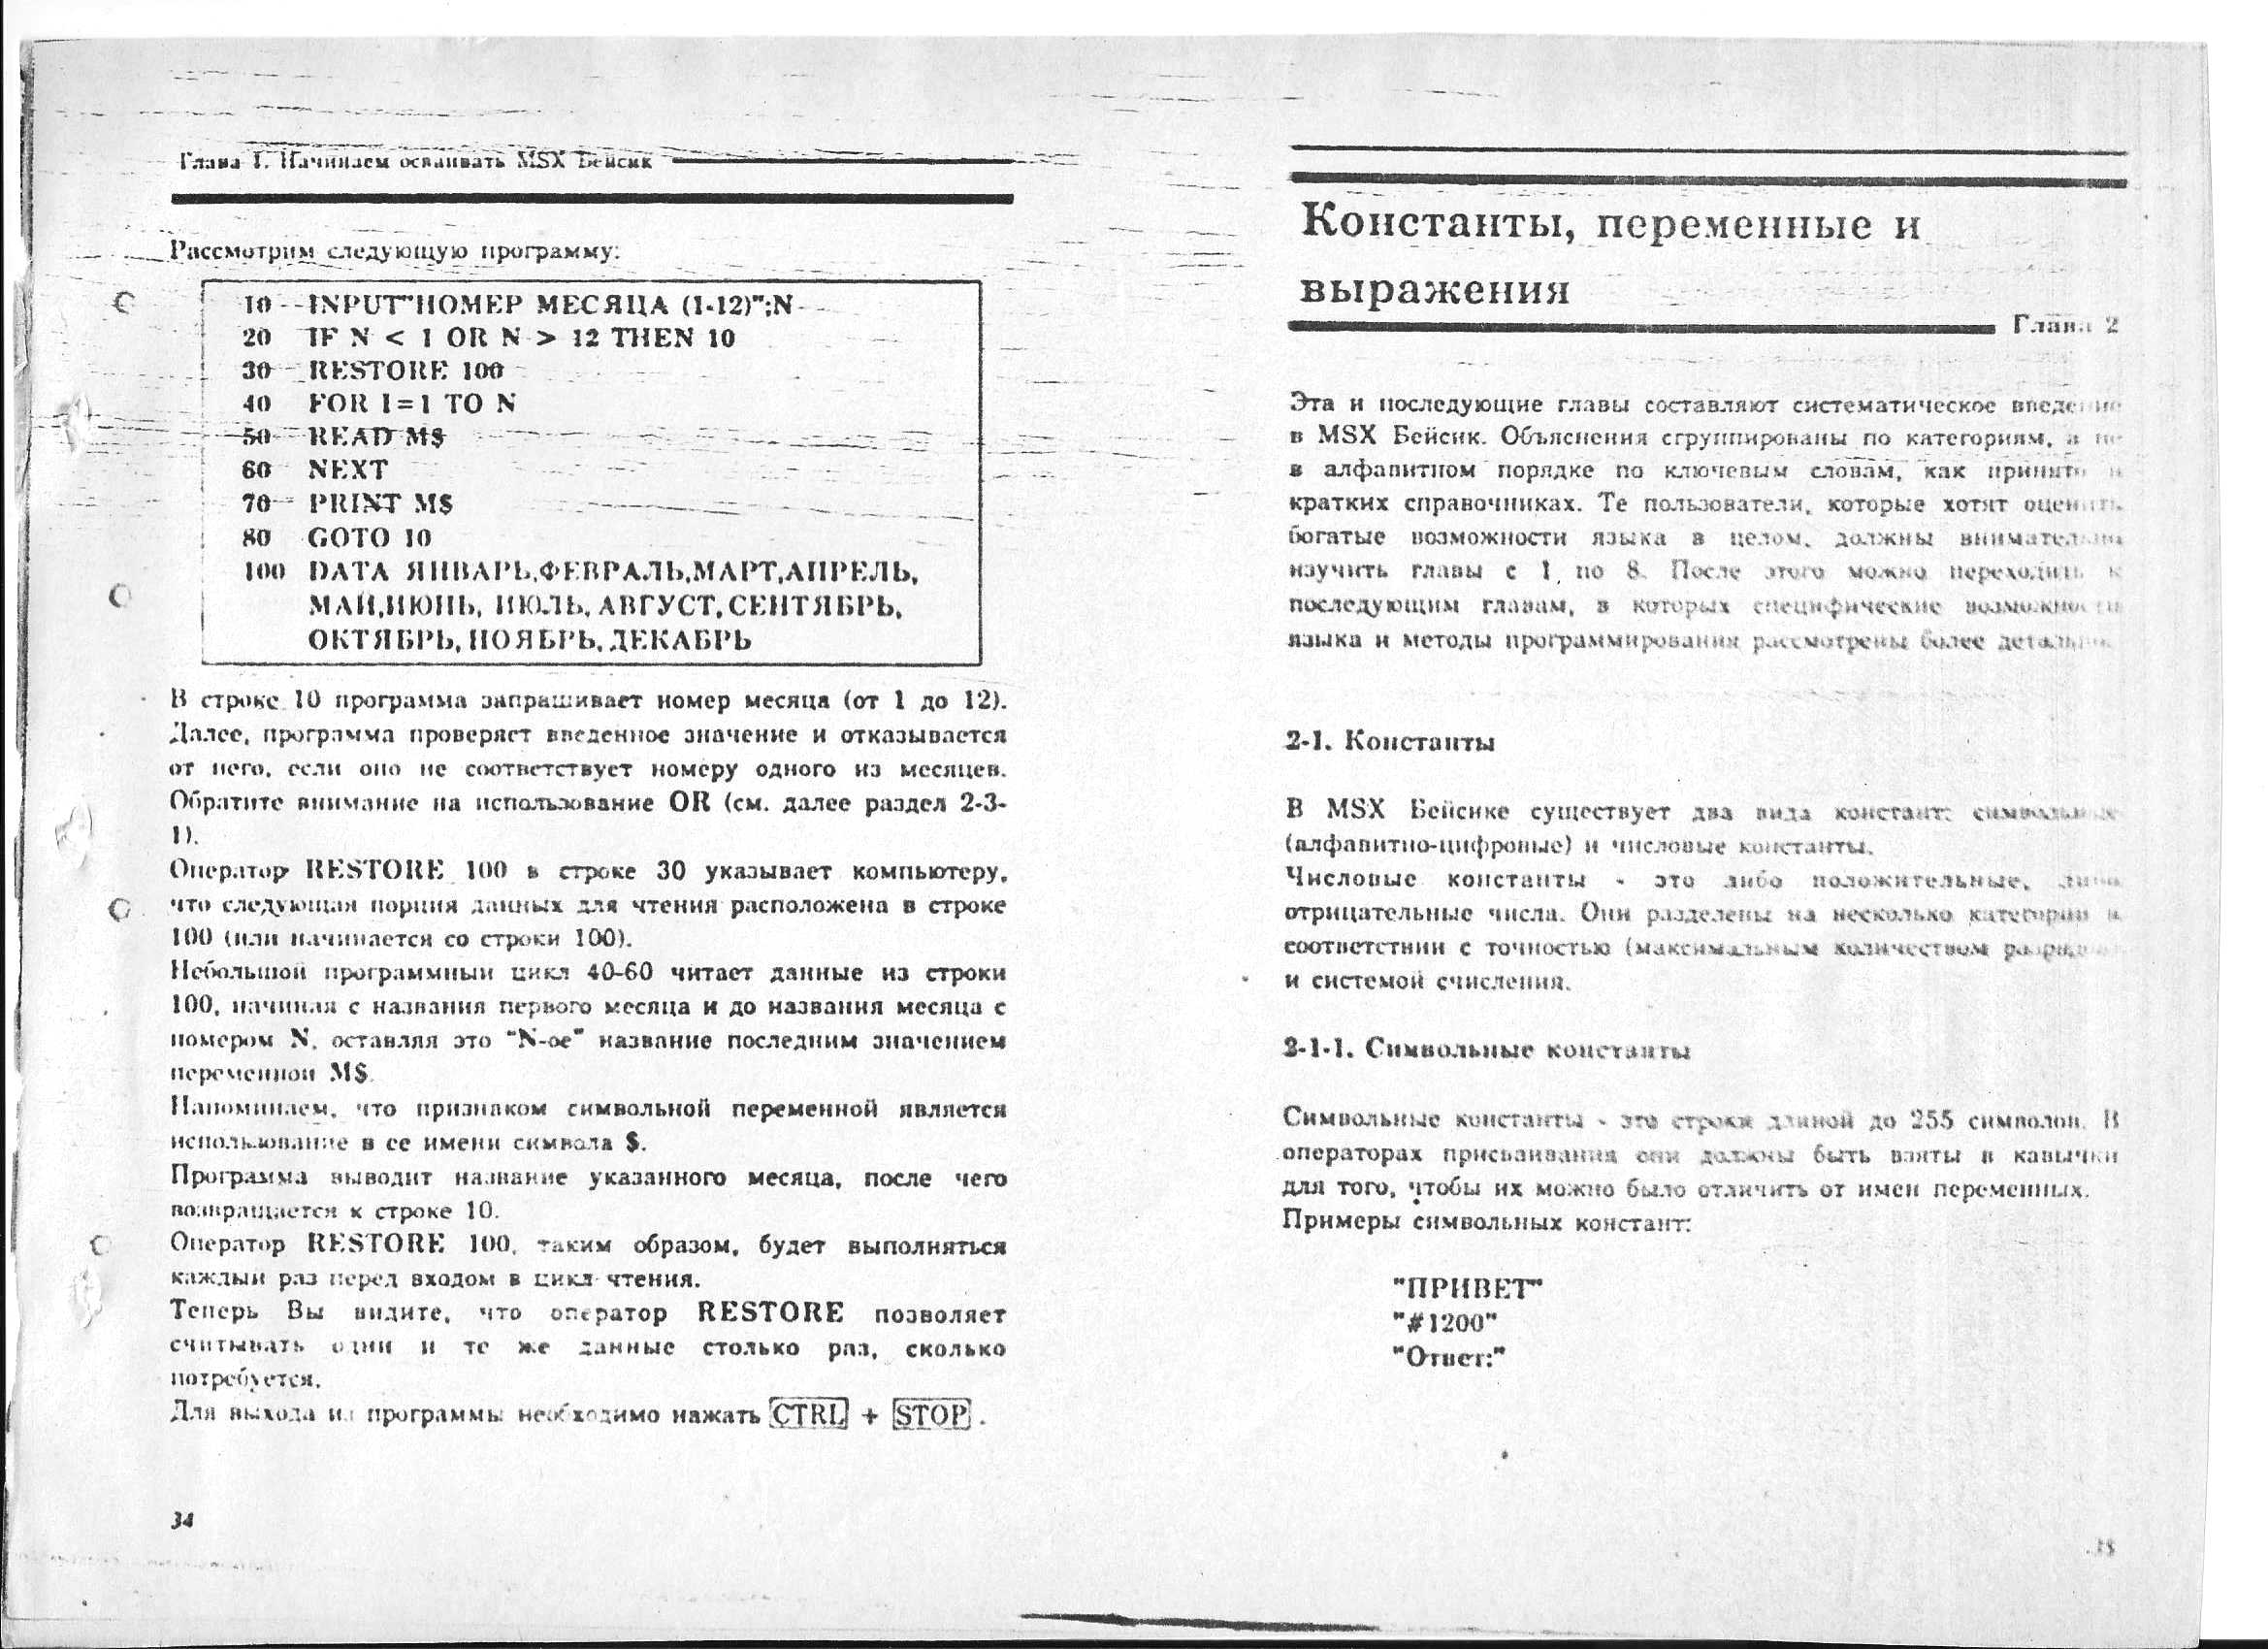 Глава 1. Начинаем осваивать MSX Бейсик
Рассмотрим следующую программу:
10 INPUT"НОМЕР МЕСЯЦА (1-12)";N
20 IF N < 1 OR N > 12 THEN 10
30 RESTORE 100
40 FOR I=1 TO N
50 READ M$
60 NEXT
70 PRINT M$
80 GOTO 10
100 DATA ЯНВАРЬ,ФЕВРАЛЬ,МАРТ,АПРЕЛЬ,
МАЙ,ИЮНЬ, ИЮЛЬ, АВГУСТ, СЕНТЯБРЬ,
ОКТЯБРЬ, НОЯБРЬ, ДЕКАБРЬ
В строке 10 программа запрашивает номер месяца (от 1 до 12).
Далее, программа проверяет введенное значение и отказывается
от него, если оно не соответствует номеру одного из месяцев.
Обратите внимание на использование OR (см. далее раздел 2-3-
1).
Оператор RESTORE 100 в строке 30 указывает компьютеру,
что следующая порция данных для чтения расположена в строке
100 (или начинается со строки 100).
Небольшой программный цикл 40-60 читает данные из строки
100, начиная с названия первого месяца и до названия месяца с
номером N, оставляя это "N-ое" название последним значением
переменной M$.
Напоминаем, что признаком символьной переменной является
использование в ее имени символа $.
Программа выводит название указанного месяца, после чего
возвращается к строке 10.
Оператор RESTORE 100, таким образом, будет выполняться
каждый раз перед входом в цикл чтения.
Теперь Вы видите, что оператор RESTORE позволяет
считывать одни и те же данные столько раз, сколько
потребуется.
Для выхода из программы необходимо нажать CTRL + STOP .
34
Константы, переменные и
выражения
Глава 2
Эта и последующие главы составляют систематическое введение
в MSX Бейсик. Объяснения сгруппированы по категориям, а не
в алфавитном порядке по ключевым словам, как принято в
кратких справочниках. Те пользователи, которые хотят оценить
богатые возможности языка в целом, должны внимательно
изучить главы с 1 по 8. После этого можно переходить к
последующим главам, в которых специфические возможности
языка и методы программирования рассмотрены более детально.
2-1. Константы
В MSX Бейсике существует два вида констант: символьные
(алфавитно-цифровые) и числовые константы.
Числовые константы - это либо положительные, либо
отрицательные числа. Они разделены на несколько категорий в
соответствии с точностью (максимальным количеством разрядов)
и системой счисления.
2-1-1. Символьные константы
Символьные константы - это строки длиной до 255 символов. В
операторах присваивания они должны быть взяты в кавычки
для того, чтобы их можно было отличить от имен переменных.
Примеры символьных констант:
"ПРИВЕТ"
"#1200"
"Ответ:"